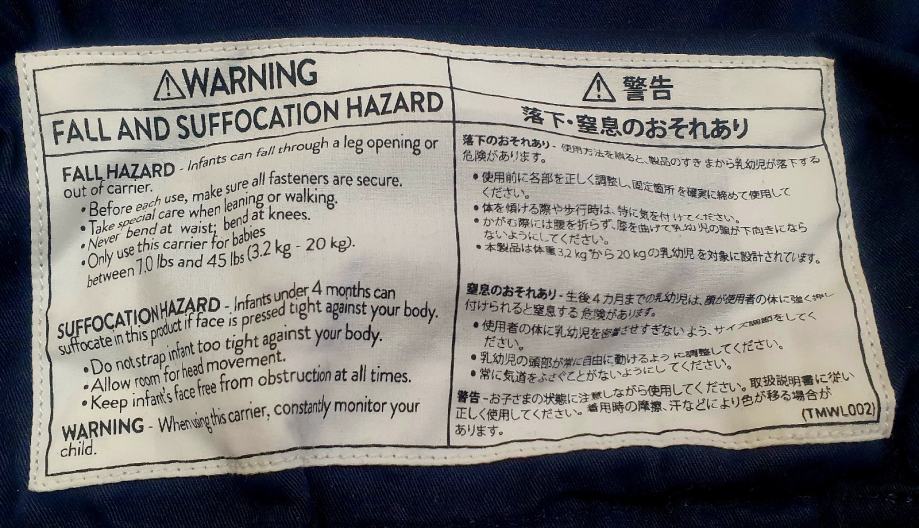 ⚠WARNING
FALL AND SUFFOCATION HAZARD
FALL HAZARD - Infants can fall through a leg opening or
out of carrier.
• Before each use, make sure all fasteners are secure.
• Take special care when leaning or walking.
• Never bend at waist; bend at knees.
• Only use this carrier for babies
between 7.0 lbs and 45 lbs (3.2 kg - 20 kg).
SUFFOCATION HAZARD - Infants under 4 months can
suffocate in this product if face is pressed tight against your body.
• Do not strap infant too tight against your body.
• Allow room for head movement.
• Keep infant's face free from obstruction at all times.
WARNING - When using this carrier, constantly monitor your
child.
⚠ 警告
落下・窒息のおそれあり
落下のおそれあり - 使用方法を誤ると、製品のすきまから乳幼児が落下する
危険があります。
• 使用前に各部を正しく調整し、固定箇所を確実に締めて使用して
ください。
• 体を傾ける際や歩行時は、特に気を付けてください。
• かがむ際には腰を折らず、膝を曲げて乳幼児の頭が下向きになら
ないようにしてください。
• 本製品は体重3.2 kgから20 kgの乳幼児を対象に設計されています。
窒息のおそれあり - 生後4カ月までの乳幼児は、顔が使用者の体に強く押し
付けられると窒息する危険があります。
• 使用者の体に乳幼児を密着させすぎないよう、サイズ調節をしてく
ださい。
• 乳幼児の頭部が常に自由に動けるように調整してください。
• 常に気道をふさぐことがないようにしてください。
警告 - お子さまの状態に注意しながら使用してください。取扱説明書に従い
正しく使用してください。着用時の摩擦、汗などにより色が移る場合が
あります。
(TMWL002)